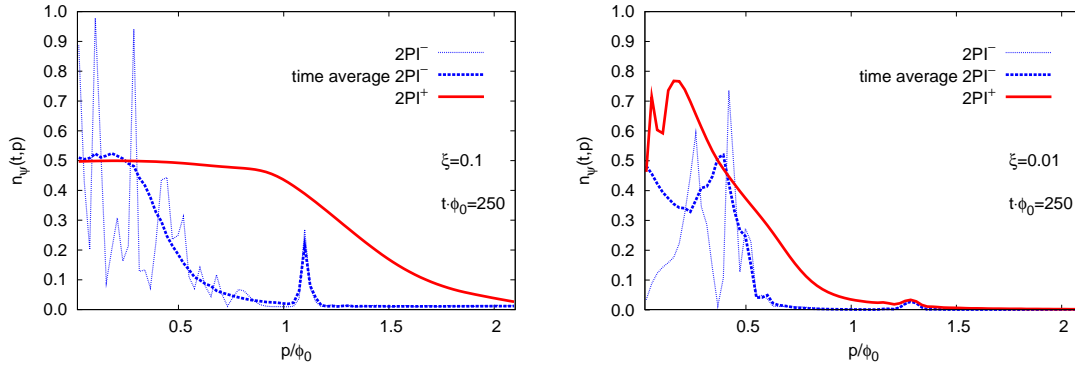 2PI⁻
time average 2PI⁻
2PI⁺
ξ=0.1
t·ϕ₀=250
n_ψ(t,p)
1.0
0.9
0.8
0.7
0.6
0.5
0.4
0.3
0.2
0.1
0.0
0.5 1 1.5 2
p/ϕ₀
2PI⁻
time average 2PI⁻
2PI⁺
ξ=0.01
t·ϕ₀=250
n_ψ(t,p)
1.0
0.9
0.8
0.7
0.6
0.5
0.4
0.3
0.2
0.1
0.0
0.5 1 1.5 2
p/ϕ₀